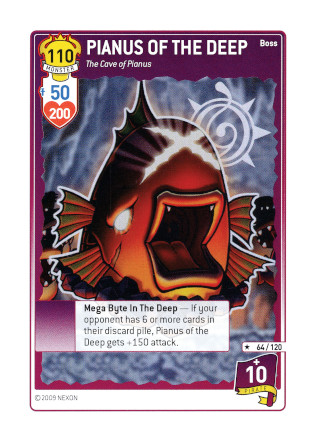 110
PIANUS OF THE DEEP
Boss
MONSTER
The Cave of Pianus
50
200
Mega Byte In The Deep — If your
opponent has 6 or more cards in
their discard pile, Pianus of the
Deep gets +150 attack.
★ 64 / 120
+
10
PIRATE
©2009 NEXON